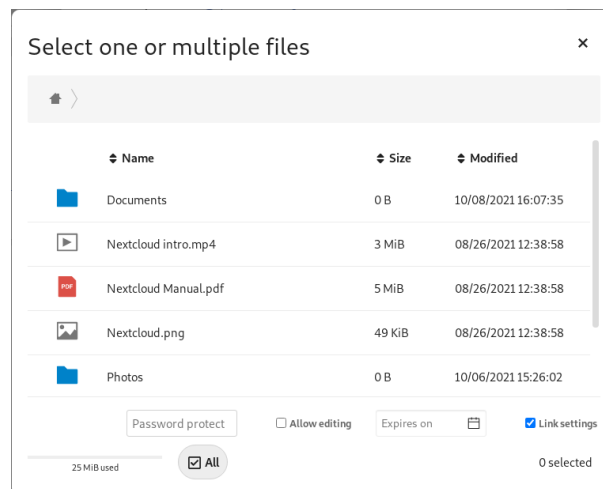 Select one or multiple files
Name Size Modified
Documents 0 B 10/08/2021 16:07:35
Nextcloud intro.mp4 3 MiB 08/26/2021 12:38:58
PDF Nextcloud Manual.pdf 5 MiB 08/26/2021 12:38:58
Nextcloud.png 49 KiB 08/26/2021 12:38:58
Photos 0 B 10/06/2021 15:26:02
Password protect Allow editing Expires on Link settings
25 MiB used All 0 selected